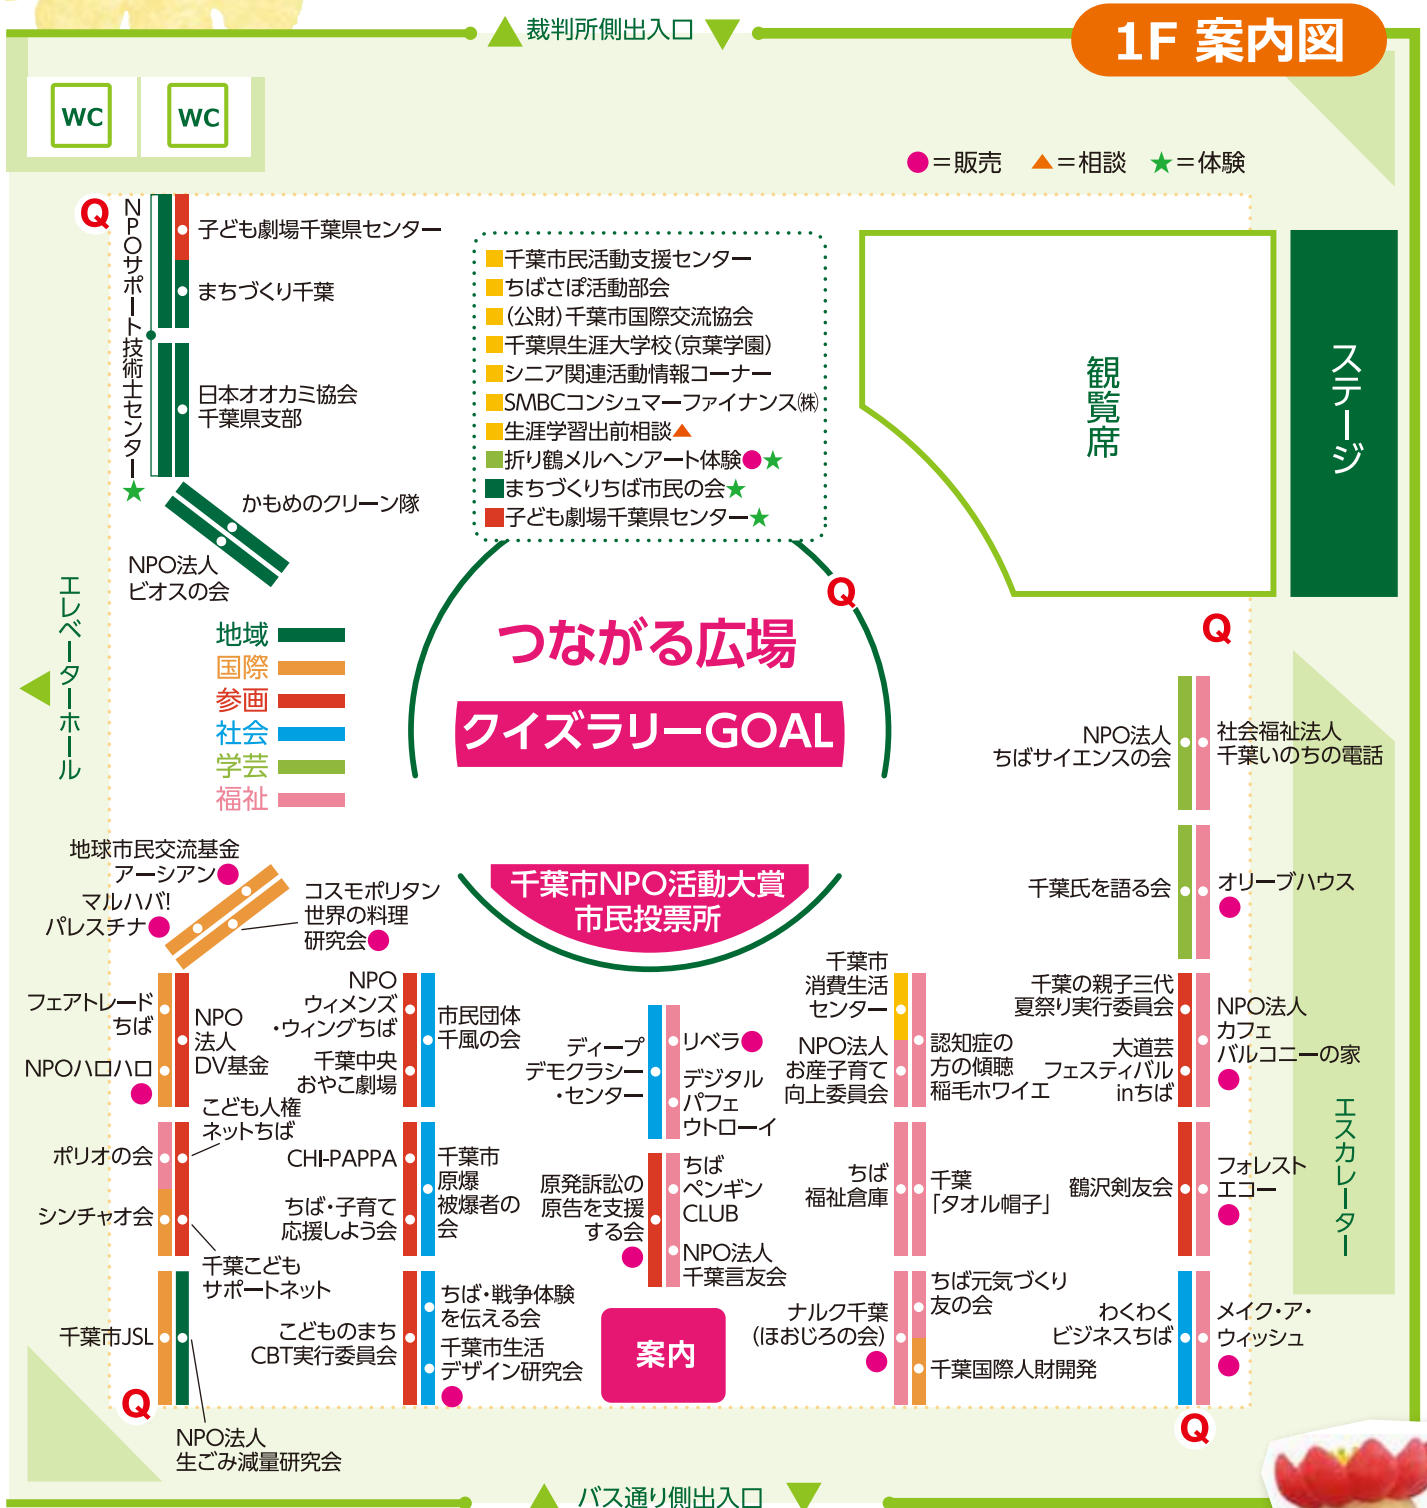 裁判所側出入口
1F 案内図
WC
WC
●=販売 ▲=相談 ★=体験
Q
NPOサポート技術士センター★
子ども劇場千葉県センター
まちづくり千葉
日本オオカミ協会
千葉県支部
かもめのクリーン隊
NPO法人
ビオスの会
千葉市民活動支援センター
ちばさぽ活動部会
(公財)千葉市国際交流協会
千葉県生涯大学校(京葉学園)
シニア関連活動情報コーナー
SMBCコンシュマーファイナンス㈱
生涯学習出前相談▲
折り鶴メルヘンアート体験●★
まちづくりちば市民の会★
子ども劇場千葉県センター★
観覧席
ステージ
エレベーターホール
地域
国際
参画
社会
学芸
福祉
Q
つながる広場
クイズラリーGOAL
千葉市NPO活動大賞
市民投票所
Q
NPO法人
ちばサイエンスの会
社会福祉法人
千葉いのちの電話
千葉氏を語る会
オリーブハウス
●
地球市民交流基金
アーシアン●
マルハバ!
パレスチナ●
コスモポリタン
世界の料理
研究会●
フェアトレード
ちば
NPOハロハロ
●
NPO
法人
DV基金
こども人権
ネットちば
ポリオの会
シンチャオ会
千葉こども
サポートネット
千葉市JSL
NPO法人
生ごみ減量研究会
Q
NPO
ウィメンズ
・ウィングちば
千葉中央
おやこ劇場
市民団体
千風の会
CHI-PAPPA
ちば・子育て
応援しよう会
千葉市
原爆
被爆者の
会
こどものまち
CBT実行委員会
ちば・戦争体験
を伝える会
千葉市生活
デザイン研究会
●
ディープ
デモクラシー
・センター
リベラ●
デジタル
パフェ
ウトローイ
原発訴訟の
原告を支援
する会
●
ちば
ペンギン
CLUB
NPO法人
千葉言友会
案内
千葉市
消費生活
センター
NPO法人
お産子育て
向上委員会
認知症の
方の傾聴
稲毛ホワイエ
ちば
福祉倉庫
千葉
「タオル帽子」
ナルク千葉
(ほおじろの会)
●
ちば元気づくり
友の会
千葉国際人財開発
千葉の親子三代
夏祭り実行委員会
大道芸
フェスティバル
inちば
NPO法人
カフェ
バルコニーの家
●
鶴沢剣友会
フォレスト
エコー
●
わくわく
ビジネスちば
メイク・ア・
ウィッシュ
●
Q
エスカレーター
バス通り側出入口